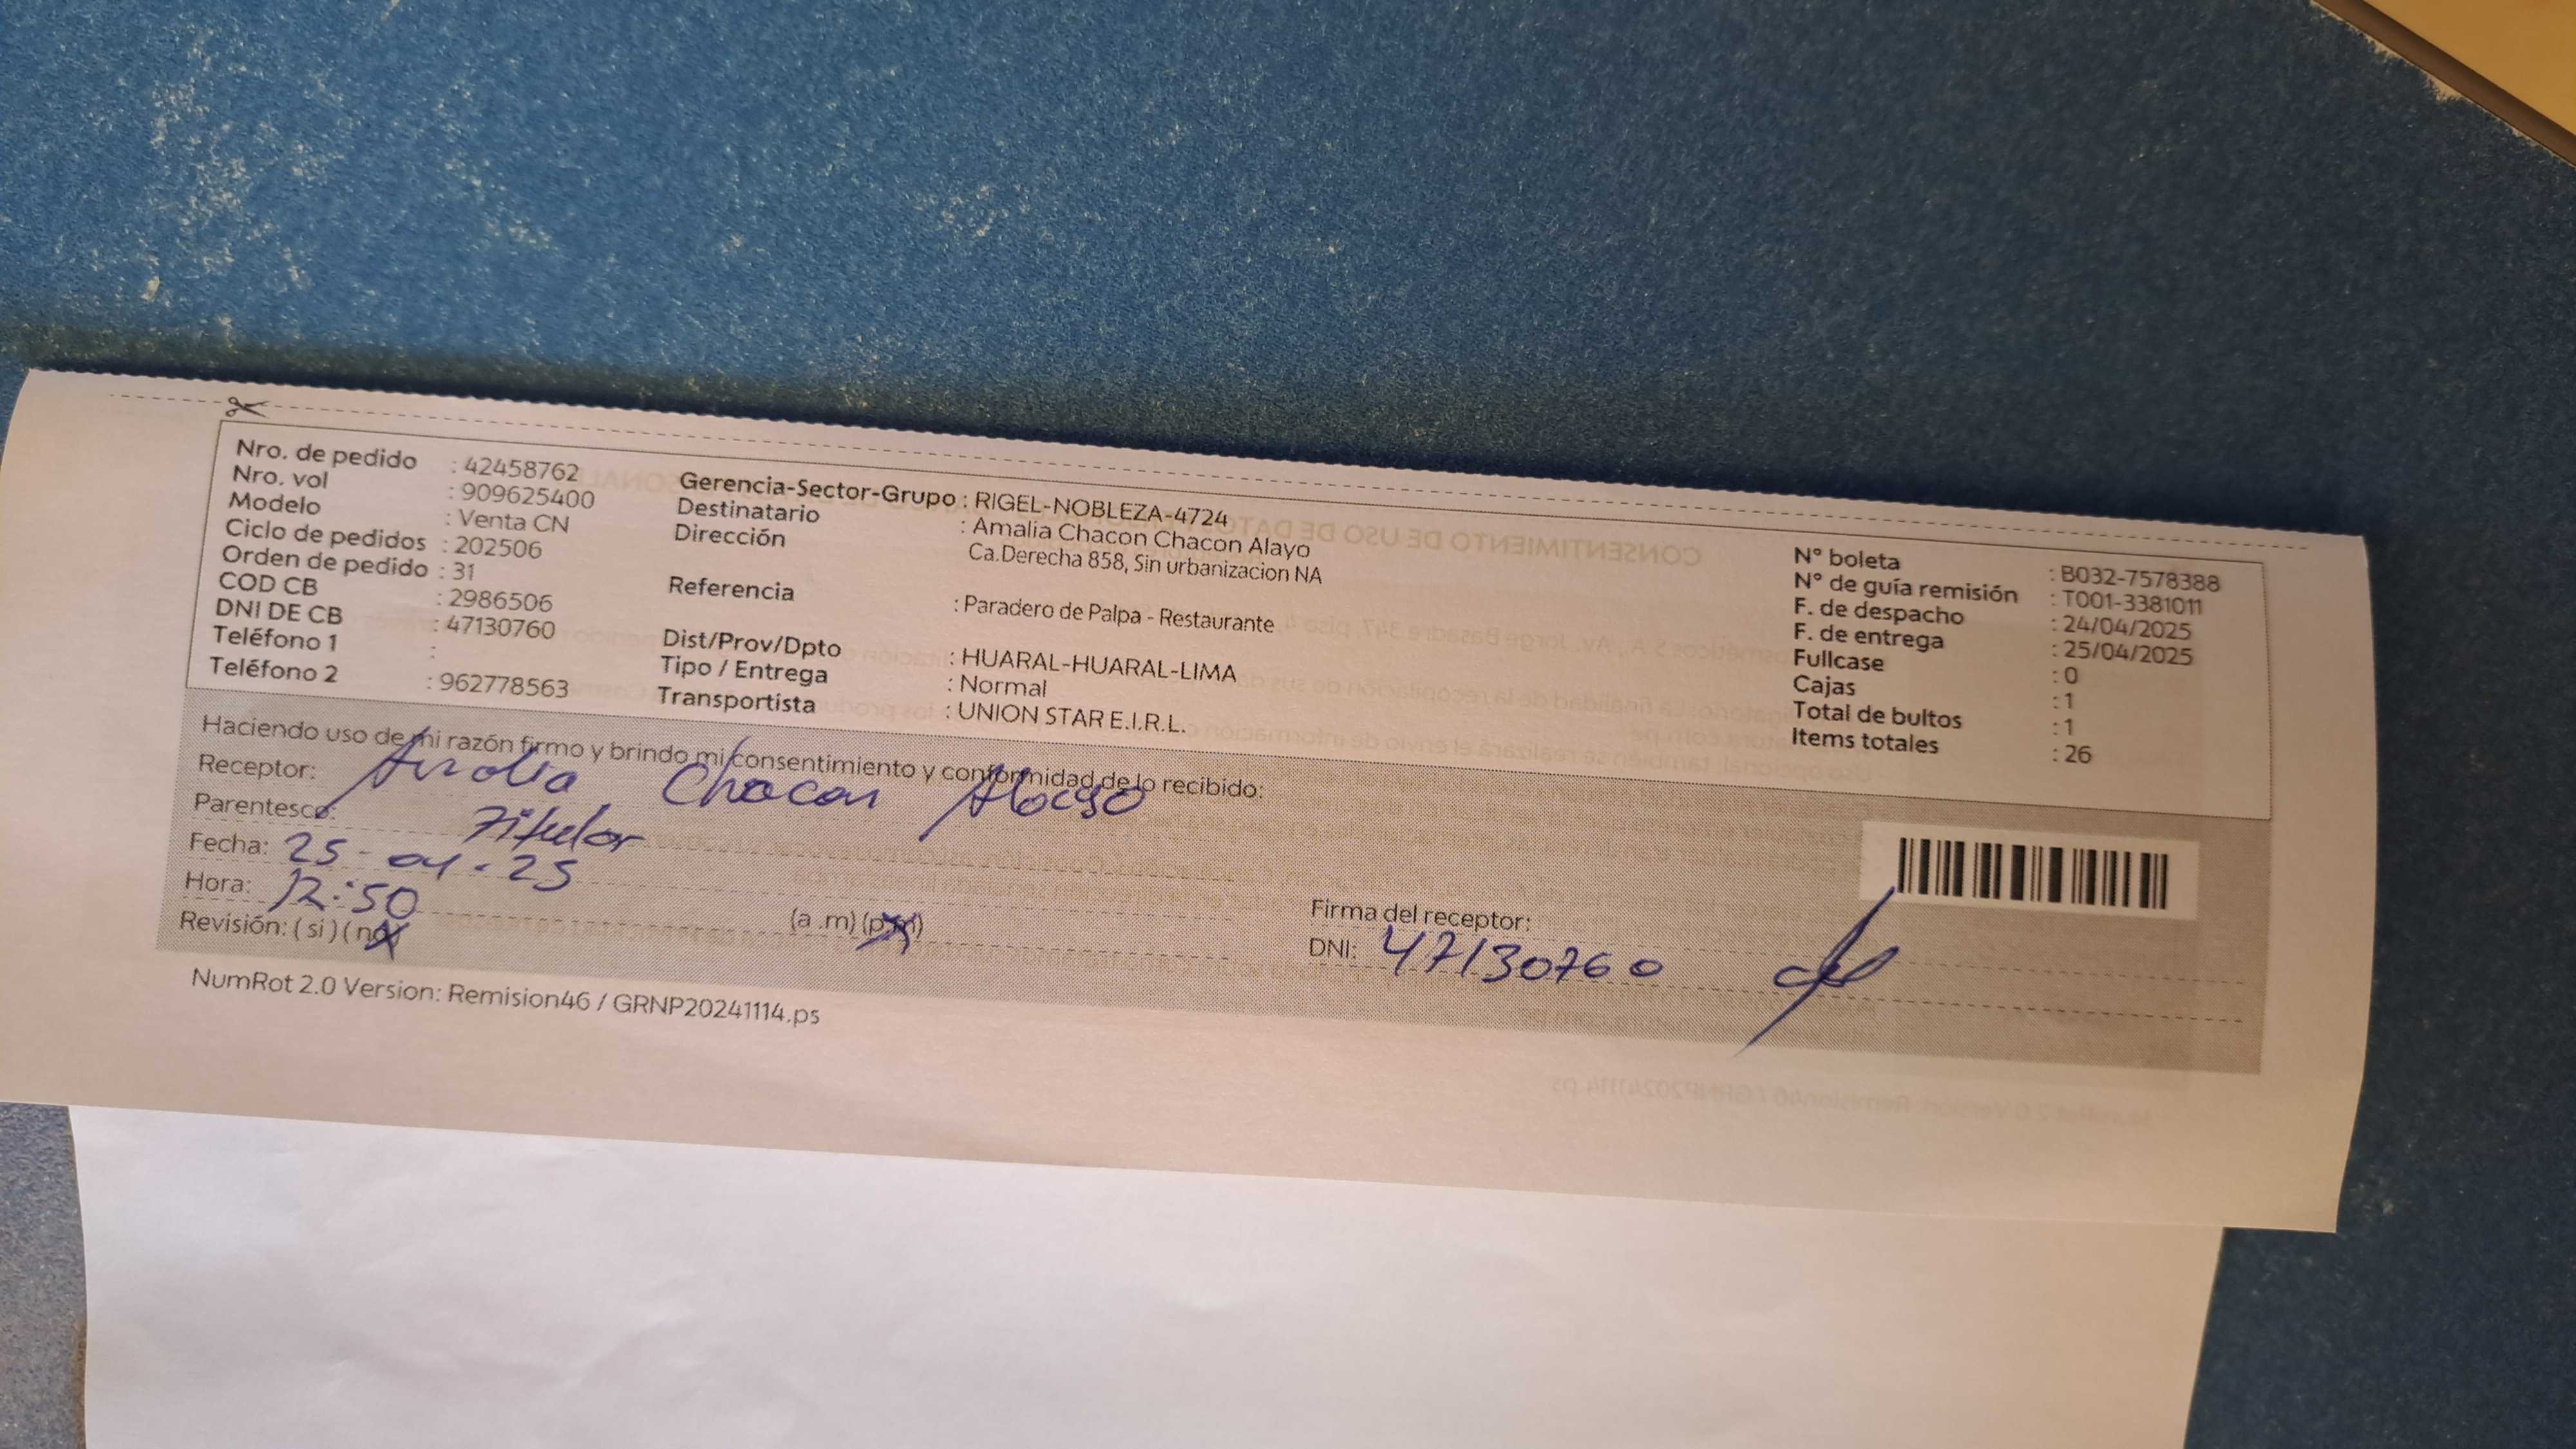 Nro. de pedido : 42458762
Nro. vol : 909625400
Modelo : Venta CN
Ciclo de pedidos : 202506
Orden de pedido : 31
COD CB : 2986506
DNI DE CB : 47130760
Teléfono 1 :
Teléfono 2 : 962778563
Gerencia-Sector-Grupo : RIGEL-NOBLEZA-4724
Destinatario : Amalia Chacon Chacon Alayo
Dirección Ca.Derecha 858, Sin urbanizacion NA
Referencia : Paradero de Palpa - Restaurante
Dist/Prov/Dpto : HUARAL-HUARAL-LIMA
Tipo / Entrega : Normal
Transportista : UNION STAR E.I.R.L.
N° boleta : B032-7578388
N° de guía remisión : T001-3381011
F. de despacho : 24/04/2025
F. de entrega : 25/04/2025
Fullcase : 0
Cajas : 1
Total de bultos : 1
Items totales : 26
Haciendo uso de mi razón firmo y brindo mi consentimiento y conformidad de lo recibido:
Receptor: Amalia Chacon Alayo
Parentesco: Titular
Fecha: 25-04-25
Hora: 12:50 (a .m) (p.m)
Revisión: ( si ) ( no )
Firma del receptor:
DNI: 47130760
NumRot 2.0 Version: Remision46 / GRNP20241114.ps